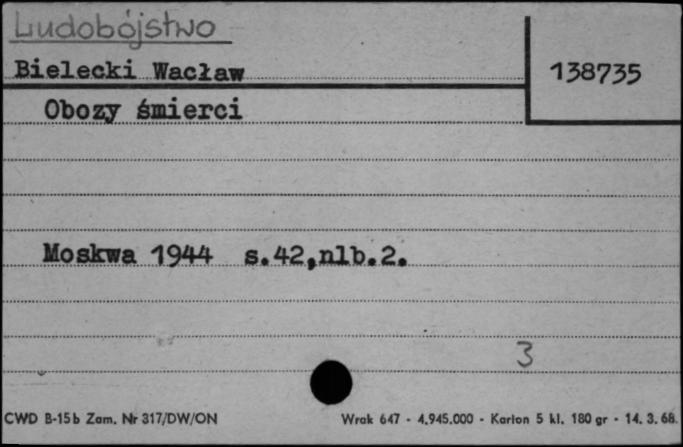 Ludobójstwo
Bielecki Wacław
138735
Obozy śmierci
Moskwa 1944 s.42,nlb.2.
3
CWD B-15b Zam. Nr 317/DW/ON Wrak 647 - 4.945.000 - Karton 5 kl. 180 gr - 14. 3. 68.